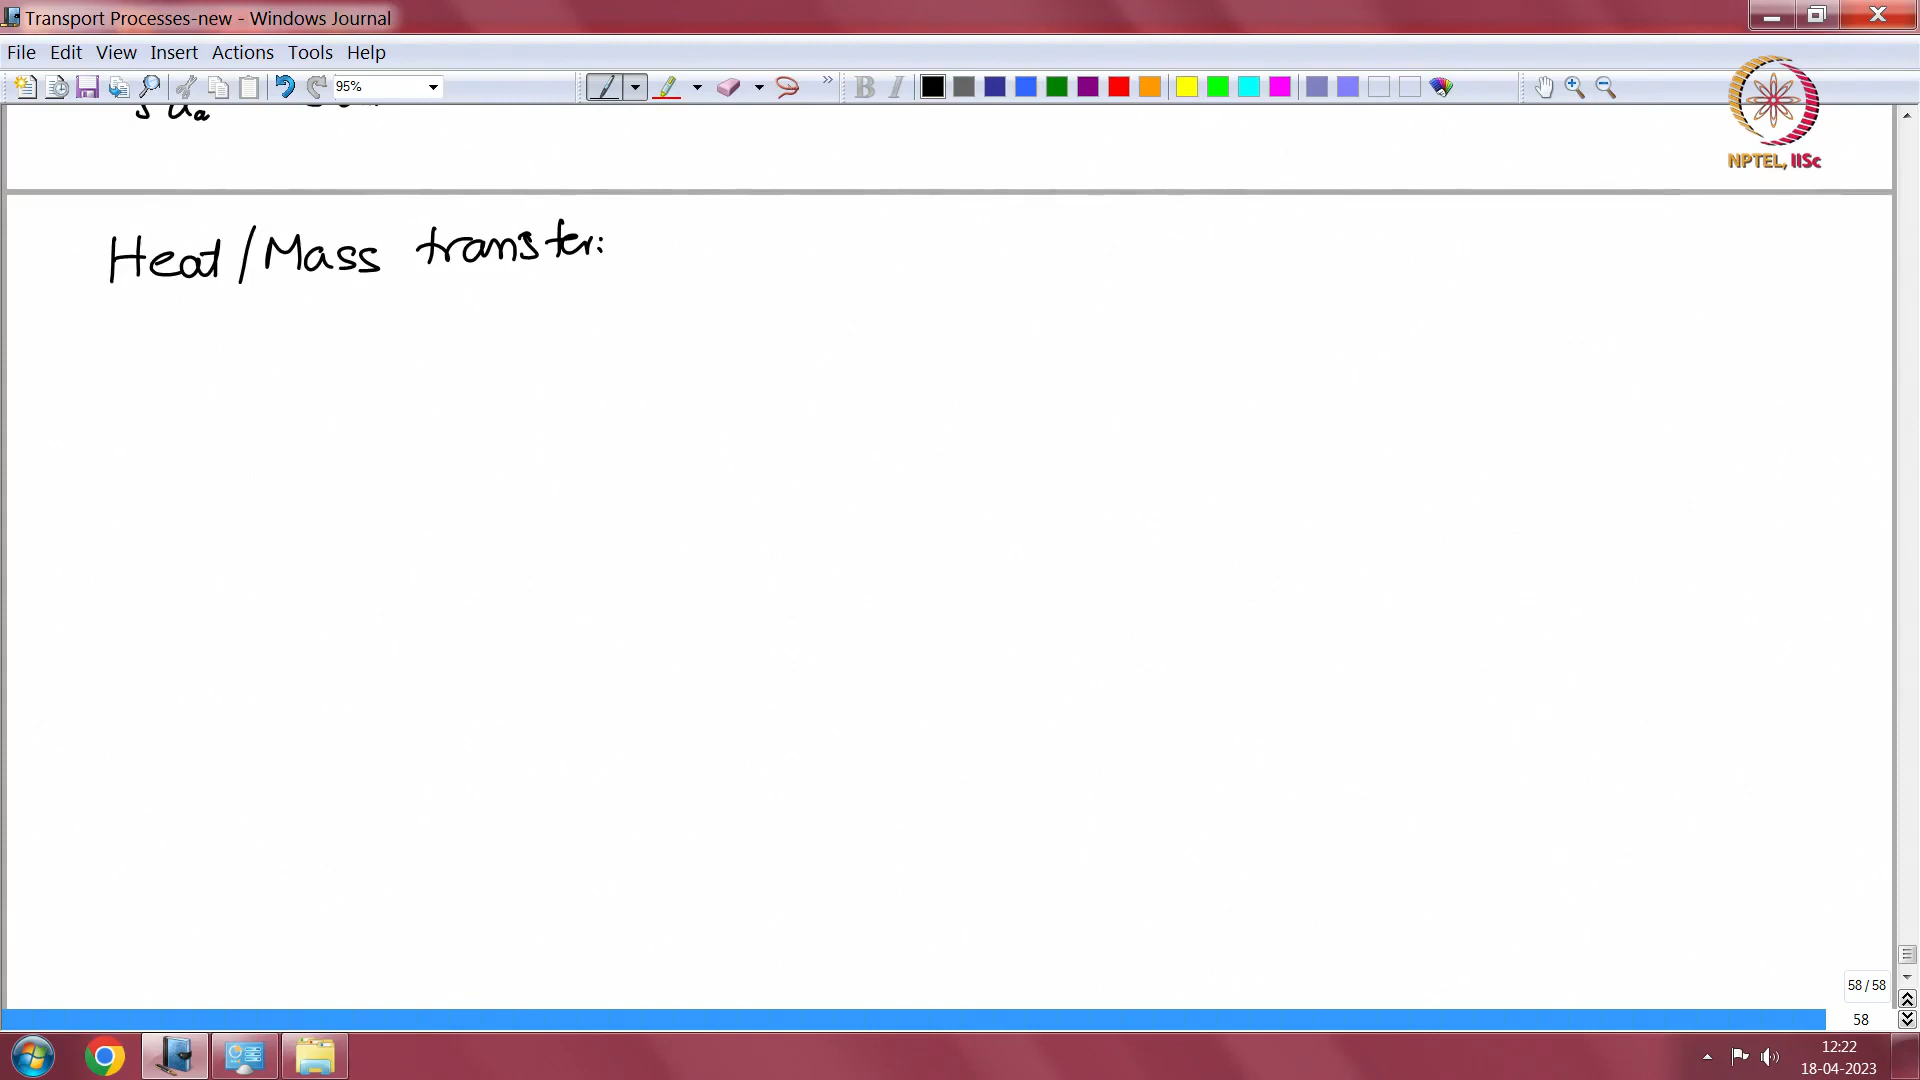 Transport Processes-new - Windows Journal
File Edit View Insert Actions Tools Help
95%
B I
NPTEL, IISc
Heat/Mass transfer:
58 / 58
58
12:22
18-04-2023